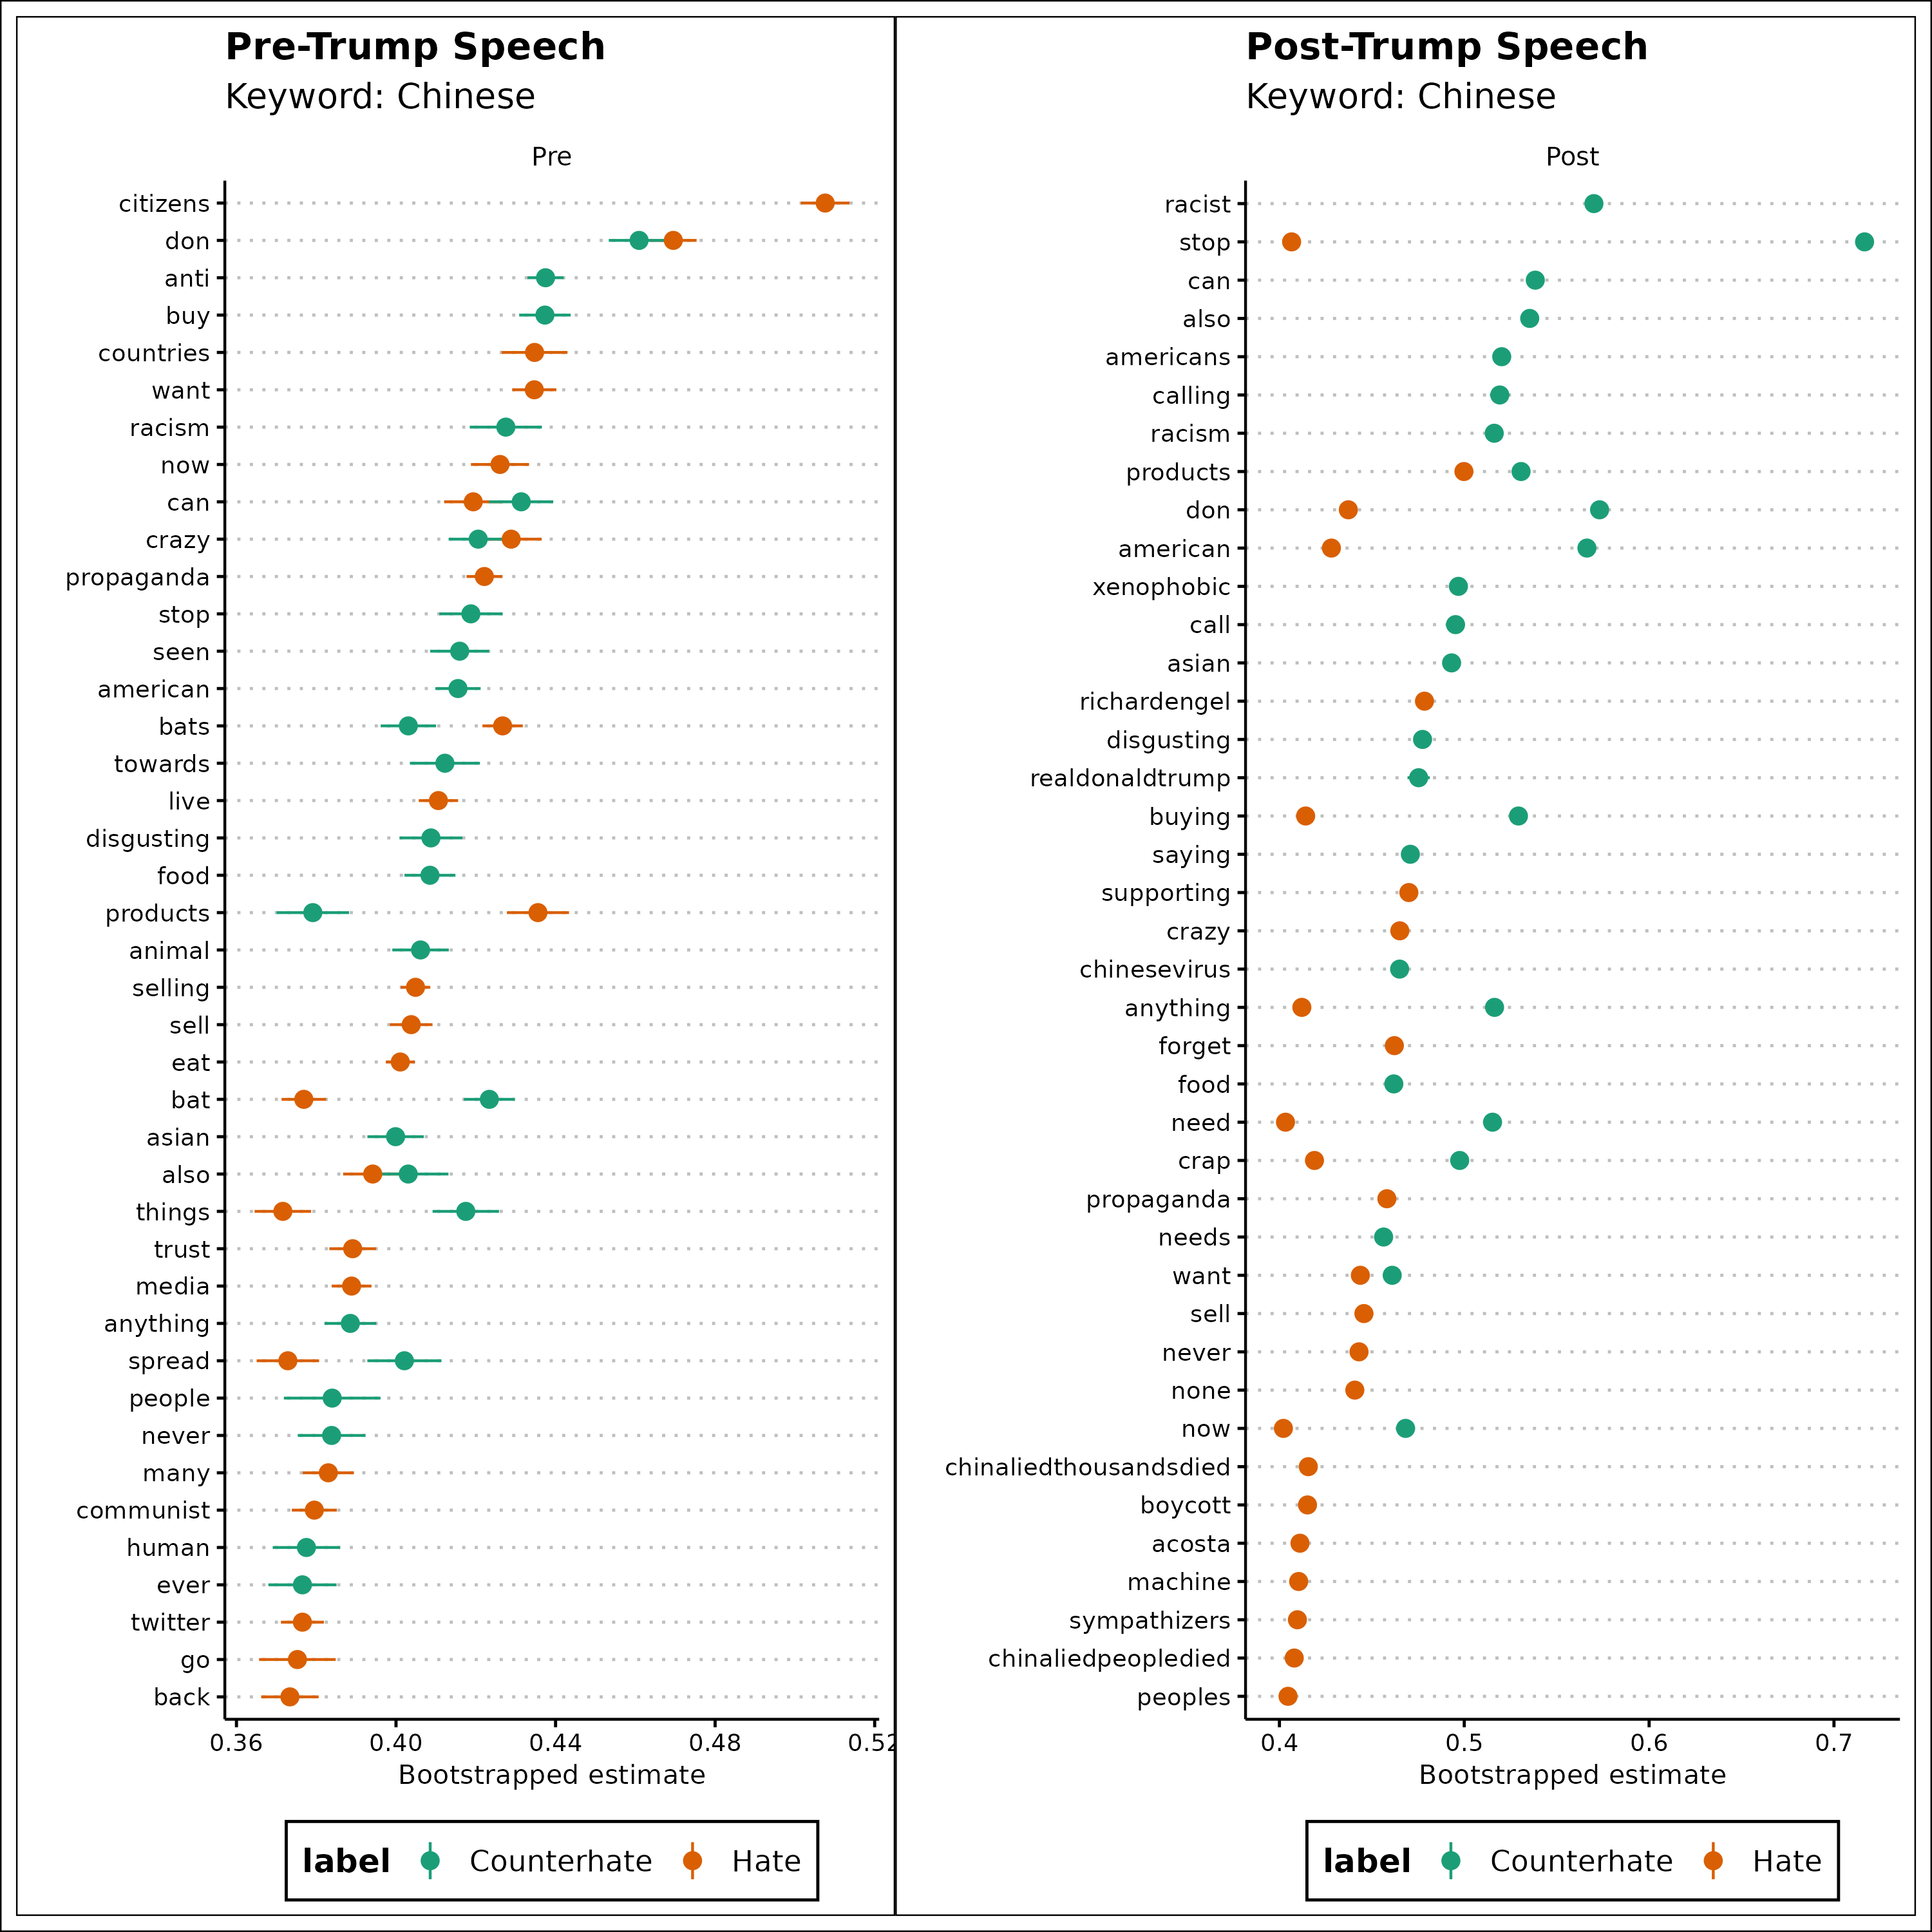 Pre-Trump Speech
Keyword: Chinese
Pre
citizens
don
anti
buy
countries
want
racism
now
can
crazy
propaganda
stop
seen
american
bats
towards
live
disgusting
food
products
animal
selling
sell
eat
bat
asian
also
things
trust
media
anything
spread
people
never
many
communist
human
ever
twitter
go
back
0.36 0.40 0.44 0.48 0.52
Bootstrapped estimate
label Counterhate Hate
Post-Trump Speech
Keyword: Chinese
Post
racist
stop
can
also
americans
calling
racism
products
don
american
xenophobic
call
asian
richardengel
disgusting
realdonaldtrump
buying
saying
supporting
crazy
chinesevirus
anything
forget
food
need
crap
propaganda
needs
want
sell
never
none
now
chinaliedthousandsdied
boycott
acosta
machine
sympathizers
chinaliedpeopledied
peoples
0.4 0.5 0.6 0.7
Bootstrapped estimate
label Counterhate Hate